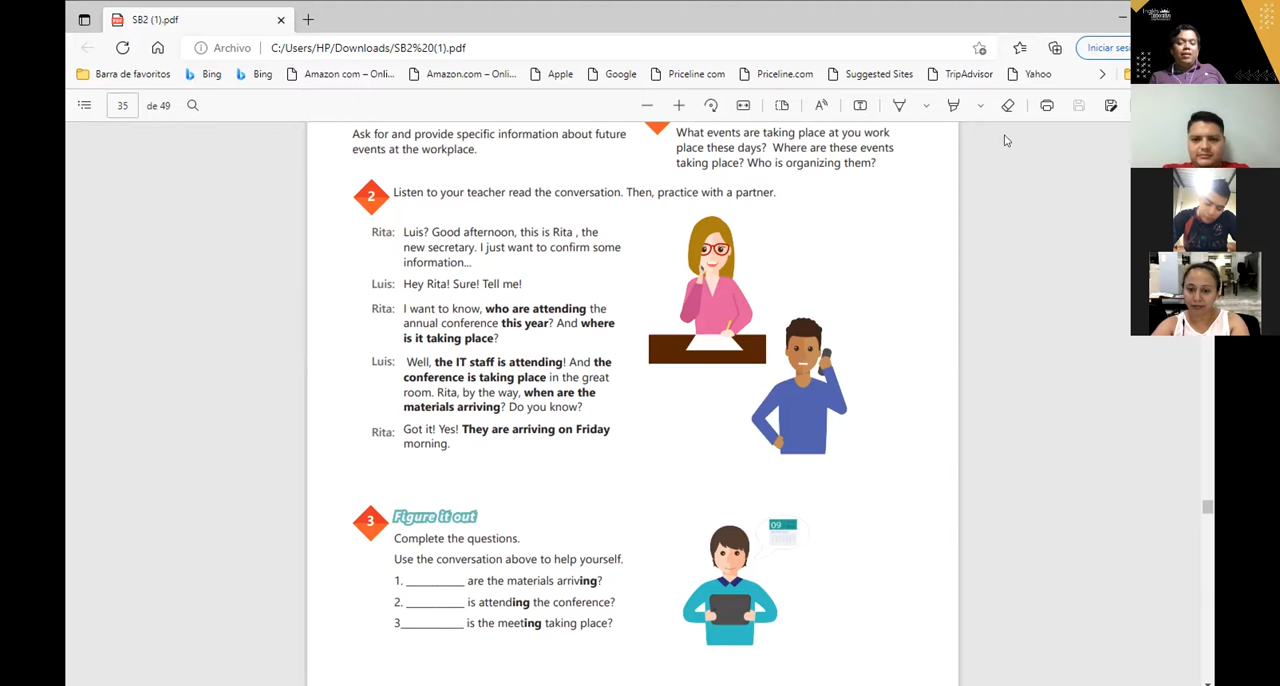 SB2 (1).pdf
Archivo
C:/Users/HP/Downloads/SB2%20(1).pdf
Iniciar sesi
Barra de favoritos
Bing
Bing
Amazon.com – Onli...
Amazon.com – Onli...
Apple
Google
Priceline.com
Priceline.com
Suggested Sites
TripAdvisor
Yahoo
35 de 49
Ask for and provide specific information about future
events at the workplace.
What events are taking place at you work
place these days? Where are these events
taking place? Who is organizing them?
2 Listen to your teacher read the conversation. Then, practice with a partner.
Rita: Luis? Good afternoon, this is Rita , the
new secretary. I just want to confirm some
information...
Luis: Hey Rita! Sure! Tell me!
Rita: I want to know, who are attending the
annual conference this year? And where
is it taking place?
Luis: Well, the IT staff is attending! And the
conference is taking place in the great
room. Rita, by the way, when are the
materials arriving? Do you know?
Rita: Got it! Yes! They are arriving on Friday
morning.
3 Figure it out
09
Complete the questions.
Use the conversation above to help yourself.
1. __________ are the materials arriving?
2. __________ is attending the conference?
3___________ is the meeting taking place?